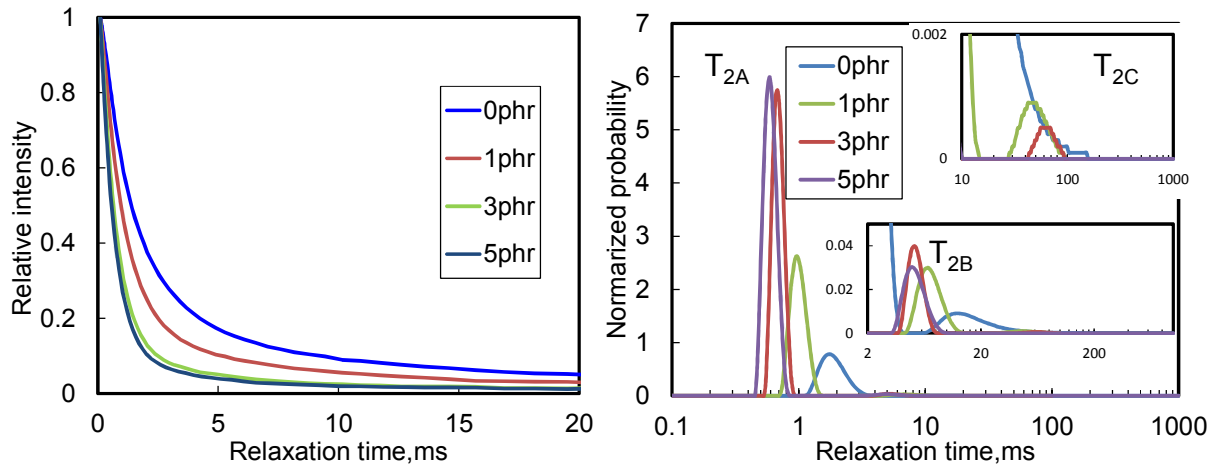 1
0.8
0.6
0.4
0.2
0
0
5
10
15
20
Relative intensity
Relaxation time,ms
0phr
1phr
3phr
5phr
7
6
5
4
3
2
1
0
0.1
1
10
100
1000
Normarized probability
Relaxation time,ms
T2A
0phr
1phr
3phr
5phr
0.002
0
10
100
1000
T2C
0.04
0.02
0
2
20
200
T2B